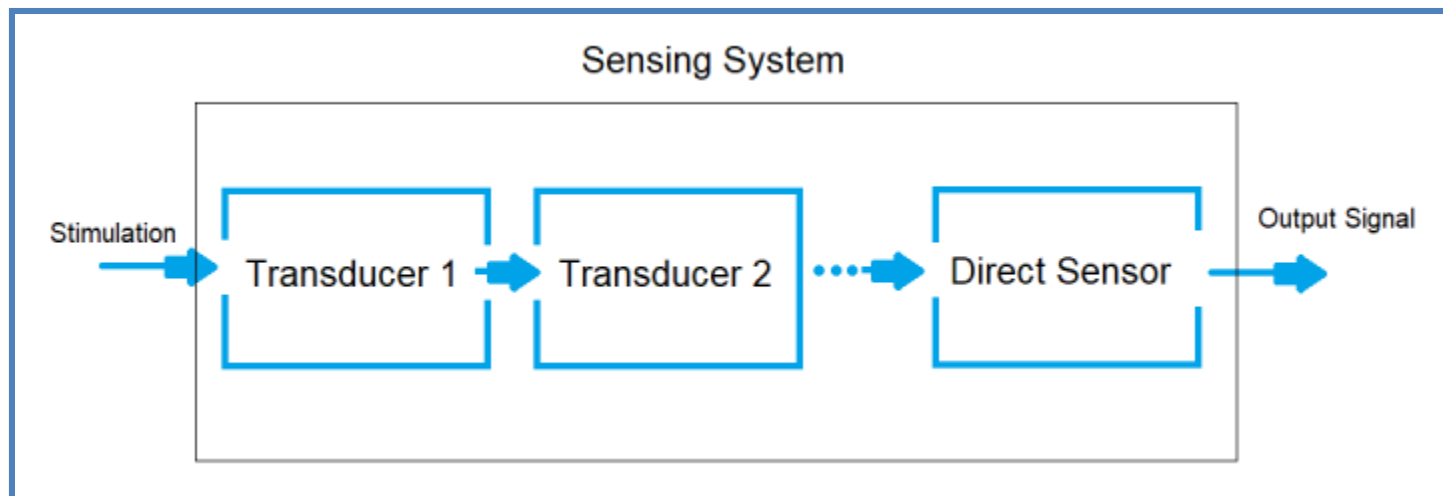 Sensing System
Stimulation
Transducer 1
Transducer 2
Direct Sensor
Output Signal